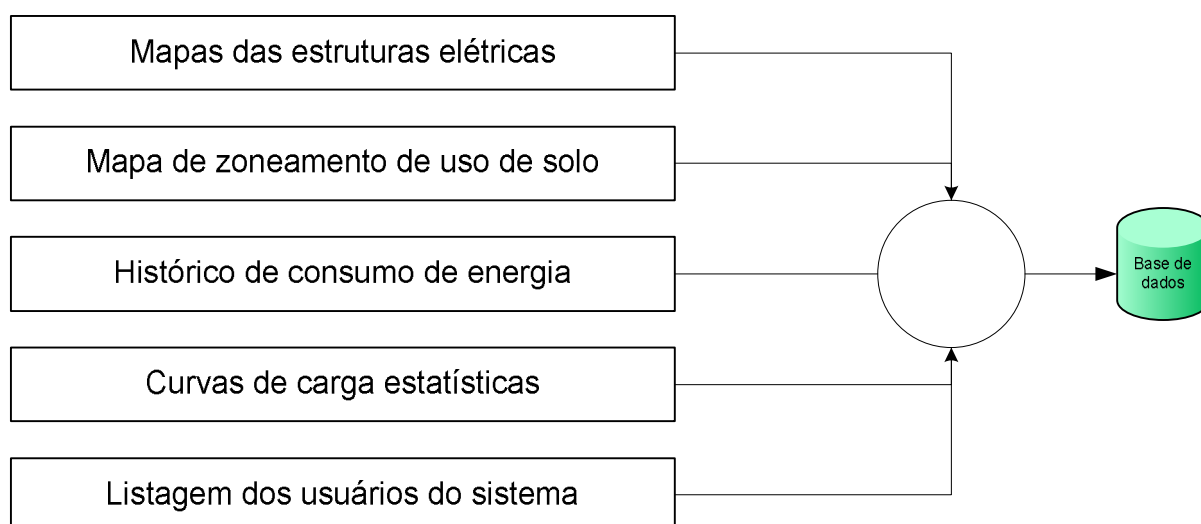 Mapas das estruturas elétricas
Mapa de zoneamento de uso de solo
Histórico de consumo de energia
Base de
dados
Curvas de carga estatísticas
Listagem dos usuários do sistema